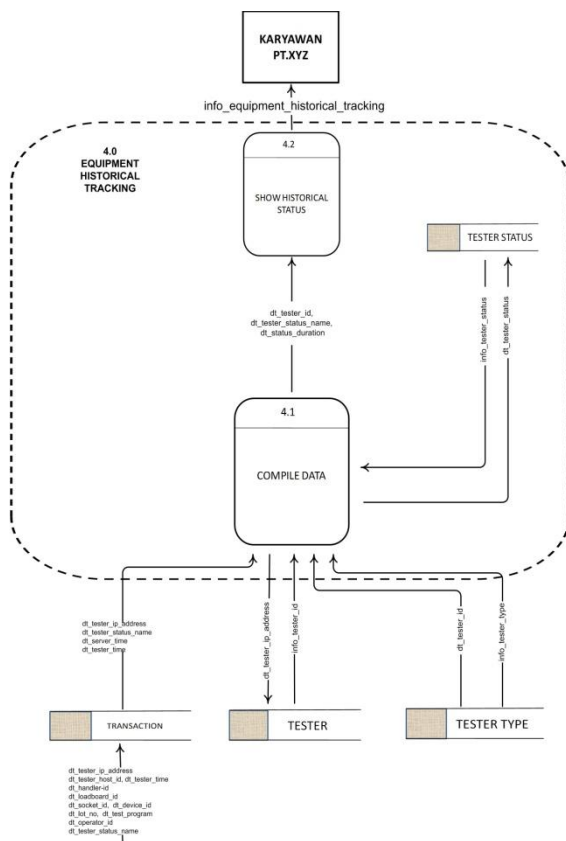 KARYAWAN
PT.XYZ
info_equipment_historical_tracking
4.0
EQUIPMENT
HISTORICAL
TRACKING
4.2
SHOW HISTORICAL
STATUS
TESTER STATUS
info_tester_status
dt_tester_status
dt_tester_id,
dt_tester_status_name,
dt_status_duration
4.1
COMPILE DATA
dt_tester_ip_address
dt_tester_status_name
dt_server_time
dt_tester_time
dt_tester_ip_address
info_tester_id
dt_tester_id
info_tester_type
TRANSACTION
TESTER
TESTER TYPE
dt_tester_ip_address
dt_tester_host_id, dt_tester_time
dt_handler-id
dt_loadboard_id
dt_socket_id, dt_device_id
dt_lot_no, dt_test_program
dt_operator_id
dt_tester_status_name